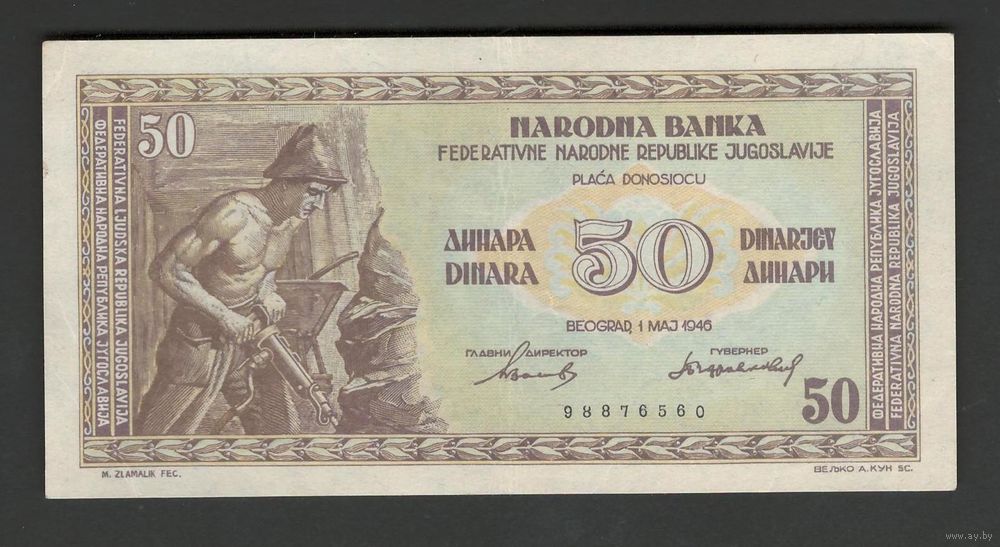 50
NARODNA BANKA
FEDERATIVNE NARODNE REPUBLIKE JUGOSLAVIJE
PLAĆA DONOSIOCU
ДИНАРА 50 DINARJEV
DINARA ДИНАРИ
BEOGRAD, 1 MAJ 1946
ГЛАВНИ ДИРЕКТОР ГУВЕРНЕР
98876560
50
FEDERATIVNA LJUDSKA REPUBLIKA JUGOSLAVIJA
ФЕДЕРАТИВНА НАРОДНА РЕПУБЛИКА ЈУГОСЛАВИЈА
ФЕДЕРАТИВНА НАРОДНА РЕПУБЛИКА ЈУГОСЛАВИЈА
FEDERATIVNA NARODNA REPUBLIKA JUGOSLAVIJA
M. ZLAMALIK FEC.
ВЕЉКО А. КУН SC.
www.ay.by